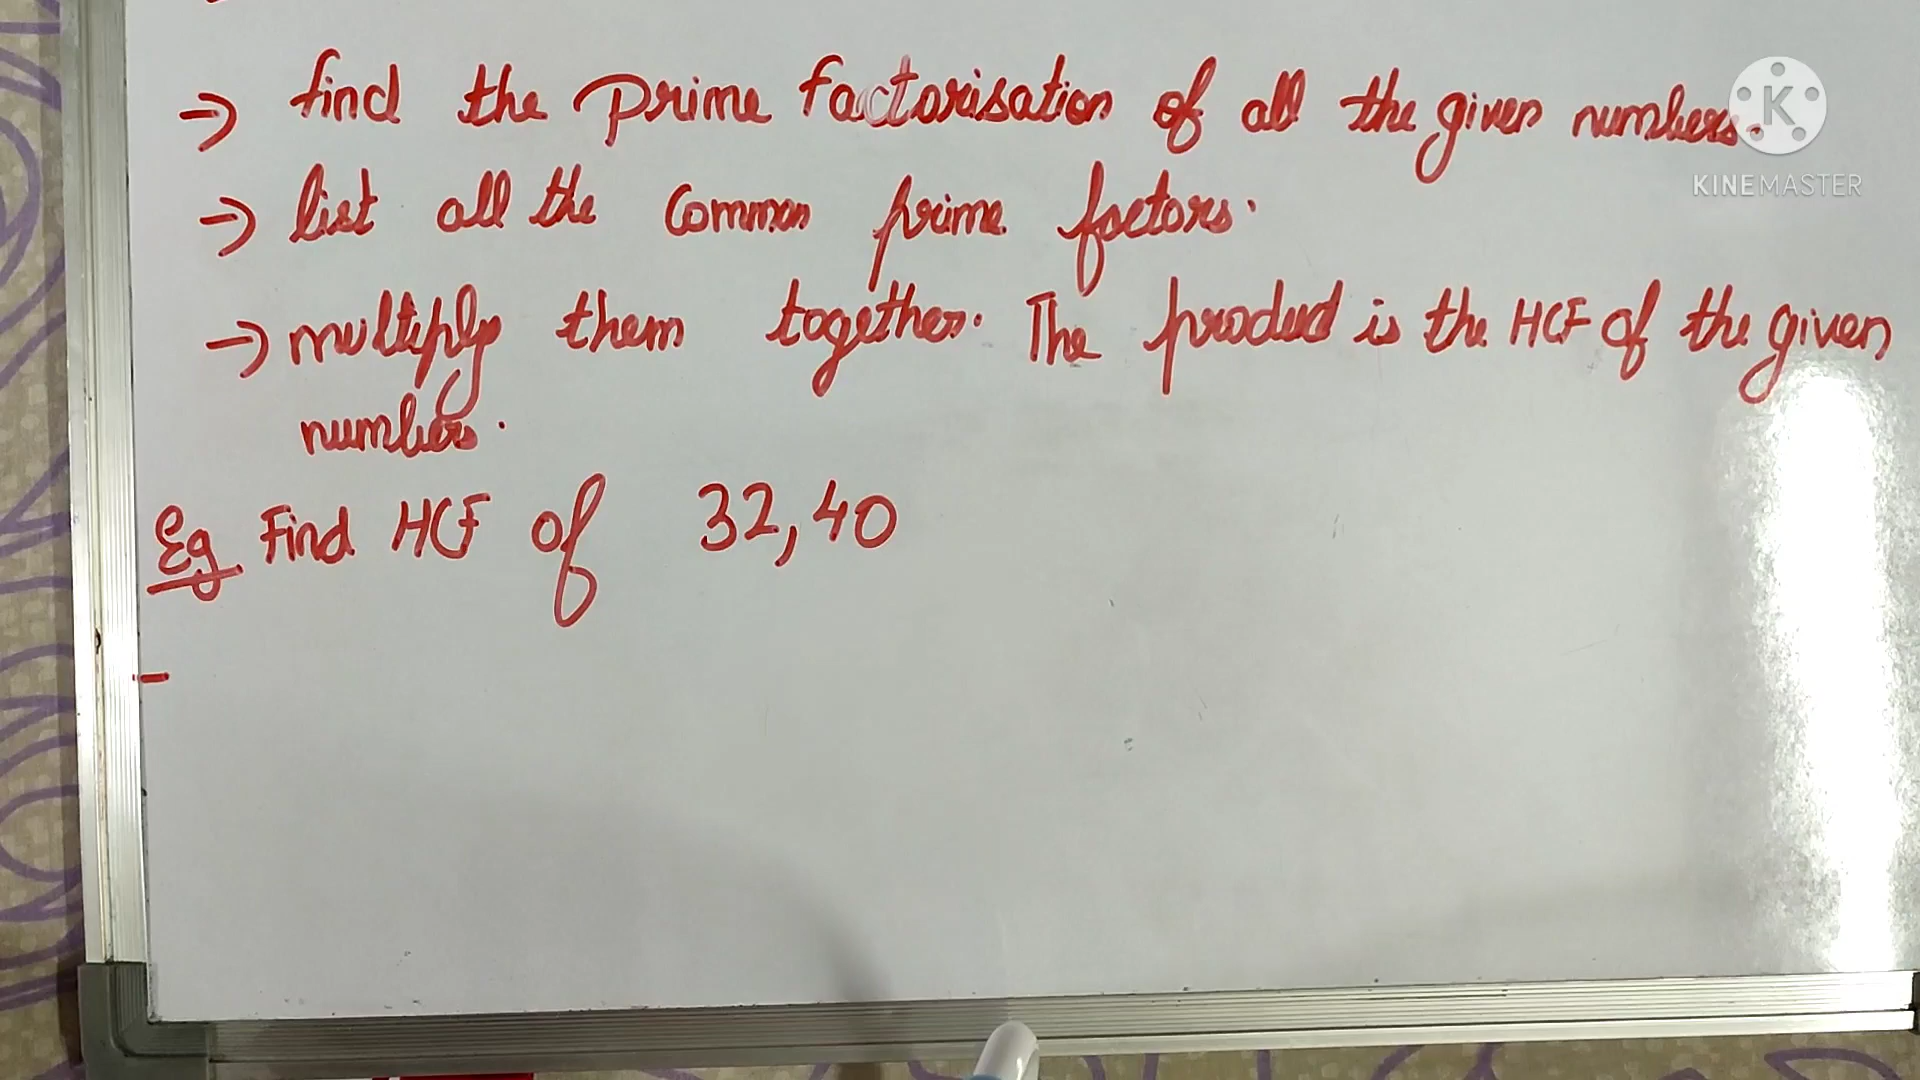 → find the Prime factorisation of all the given numbers.
→ list all the Common prime factors.
→ multiply them together. The product is the HCF of the given
numbers.
Eg Find HCF of 32, 40
K
KINEMASTER